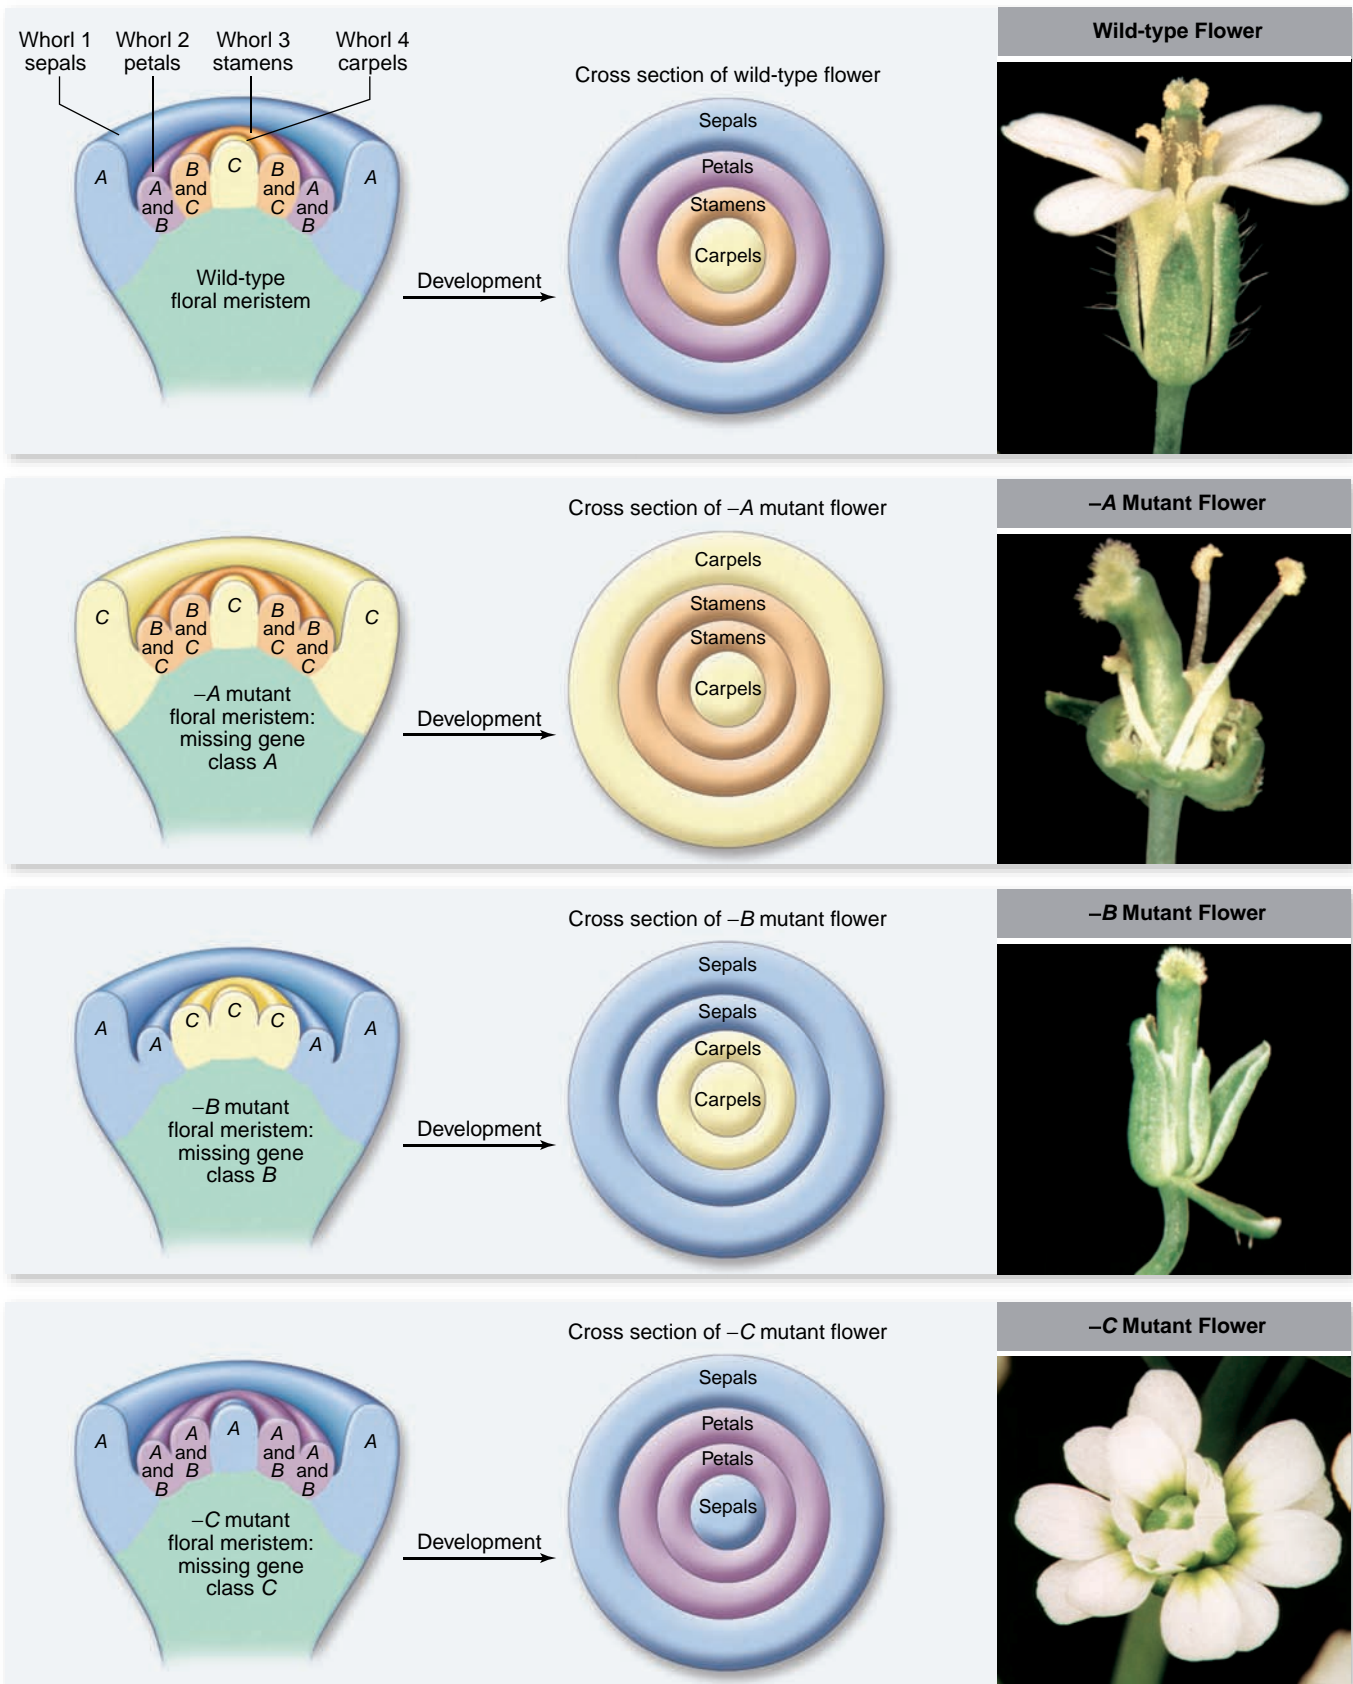 Whorl 1 Whorl 2 Whorl 3 Whorl 4
sepals petals stamens carpels
Wild-type Flower
Cross section of wild-type flower
A
A
and
B
B
and
C
C
B
and
C
A
and
B
A
Wild-type
floral meristem
Development
Sepals
Petals
Stamens
Carpels
–A Mutant Flower
Cross section of –A mutant flower
C
B
and
C
B
and
C
C
B
and
C
B
and
C
C
–A mutant
floral meristem:
missing gene
class A
Development
Carpels
Stamens
Stamens
Carpels
–B Mutant Flower
Cross section of –B mutant flower
A
A
C
C
C
A
A
–B mutant
floral meristem:
missing gene
class B
Development
Sepals
Sepals
Carpels
Carpels
–C Mutant Flower
Cross section of –C mutant flower
A
A
and
B
A
and
B
A
A
and
B
A
and
B
A
–C mutant
floral meristem:
missing gene
class C
Development
Sepals
Petals
Petals
Sepals